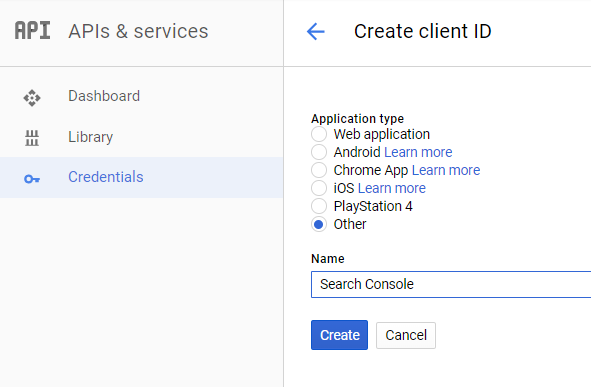 API APIs & services
Create client ID
Dashboard
Library
Credentials
Application type
Web application
Android Learn more
Chrome App Learn more
iOS Learn more
PlayStation 4
Other
Name
Search Console
Create Cancel